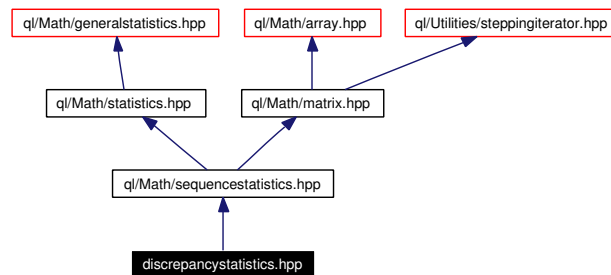 ql/Math/generalstatistics.hpp
ql/Math/array.hpp
ql/Utilities/steppingiterator.hpp
ql/Math/statistics.hpp
ql/Math/matrix.hpp
ql/Math/sequencestatistics.hpp
discrepancystatistics.hpp